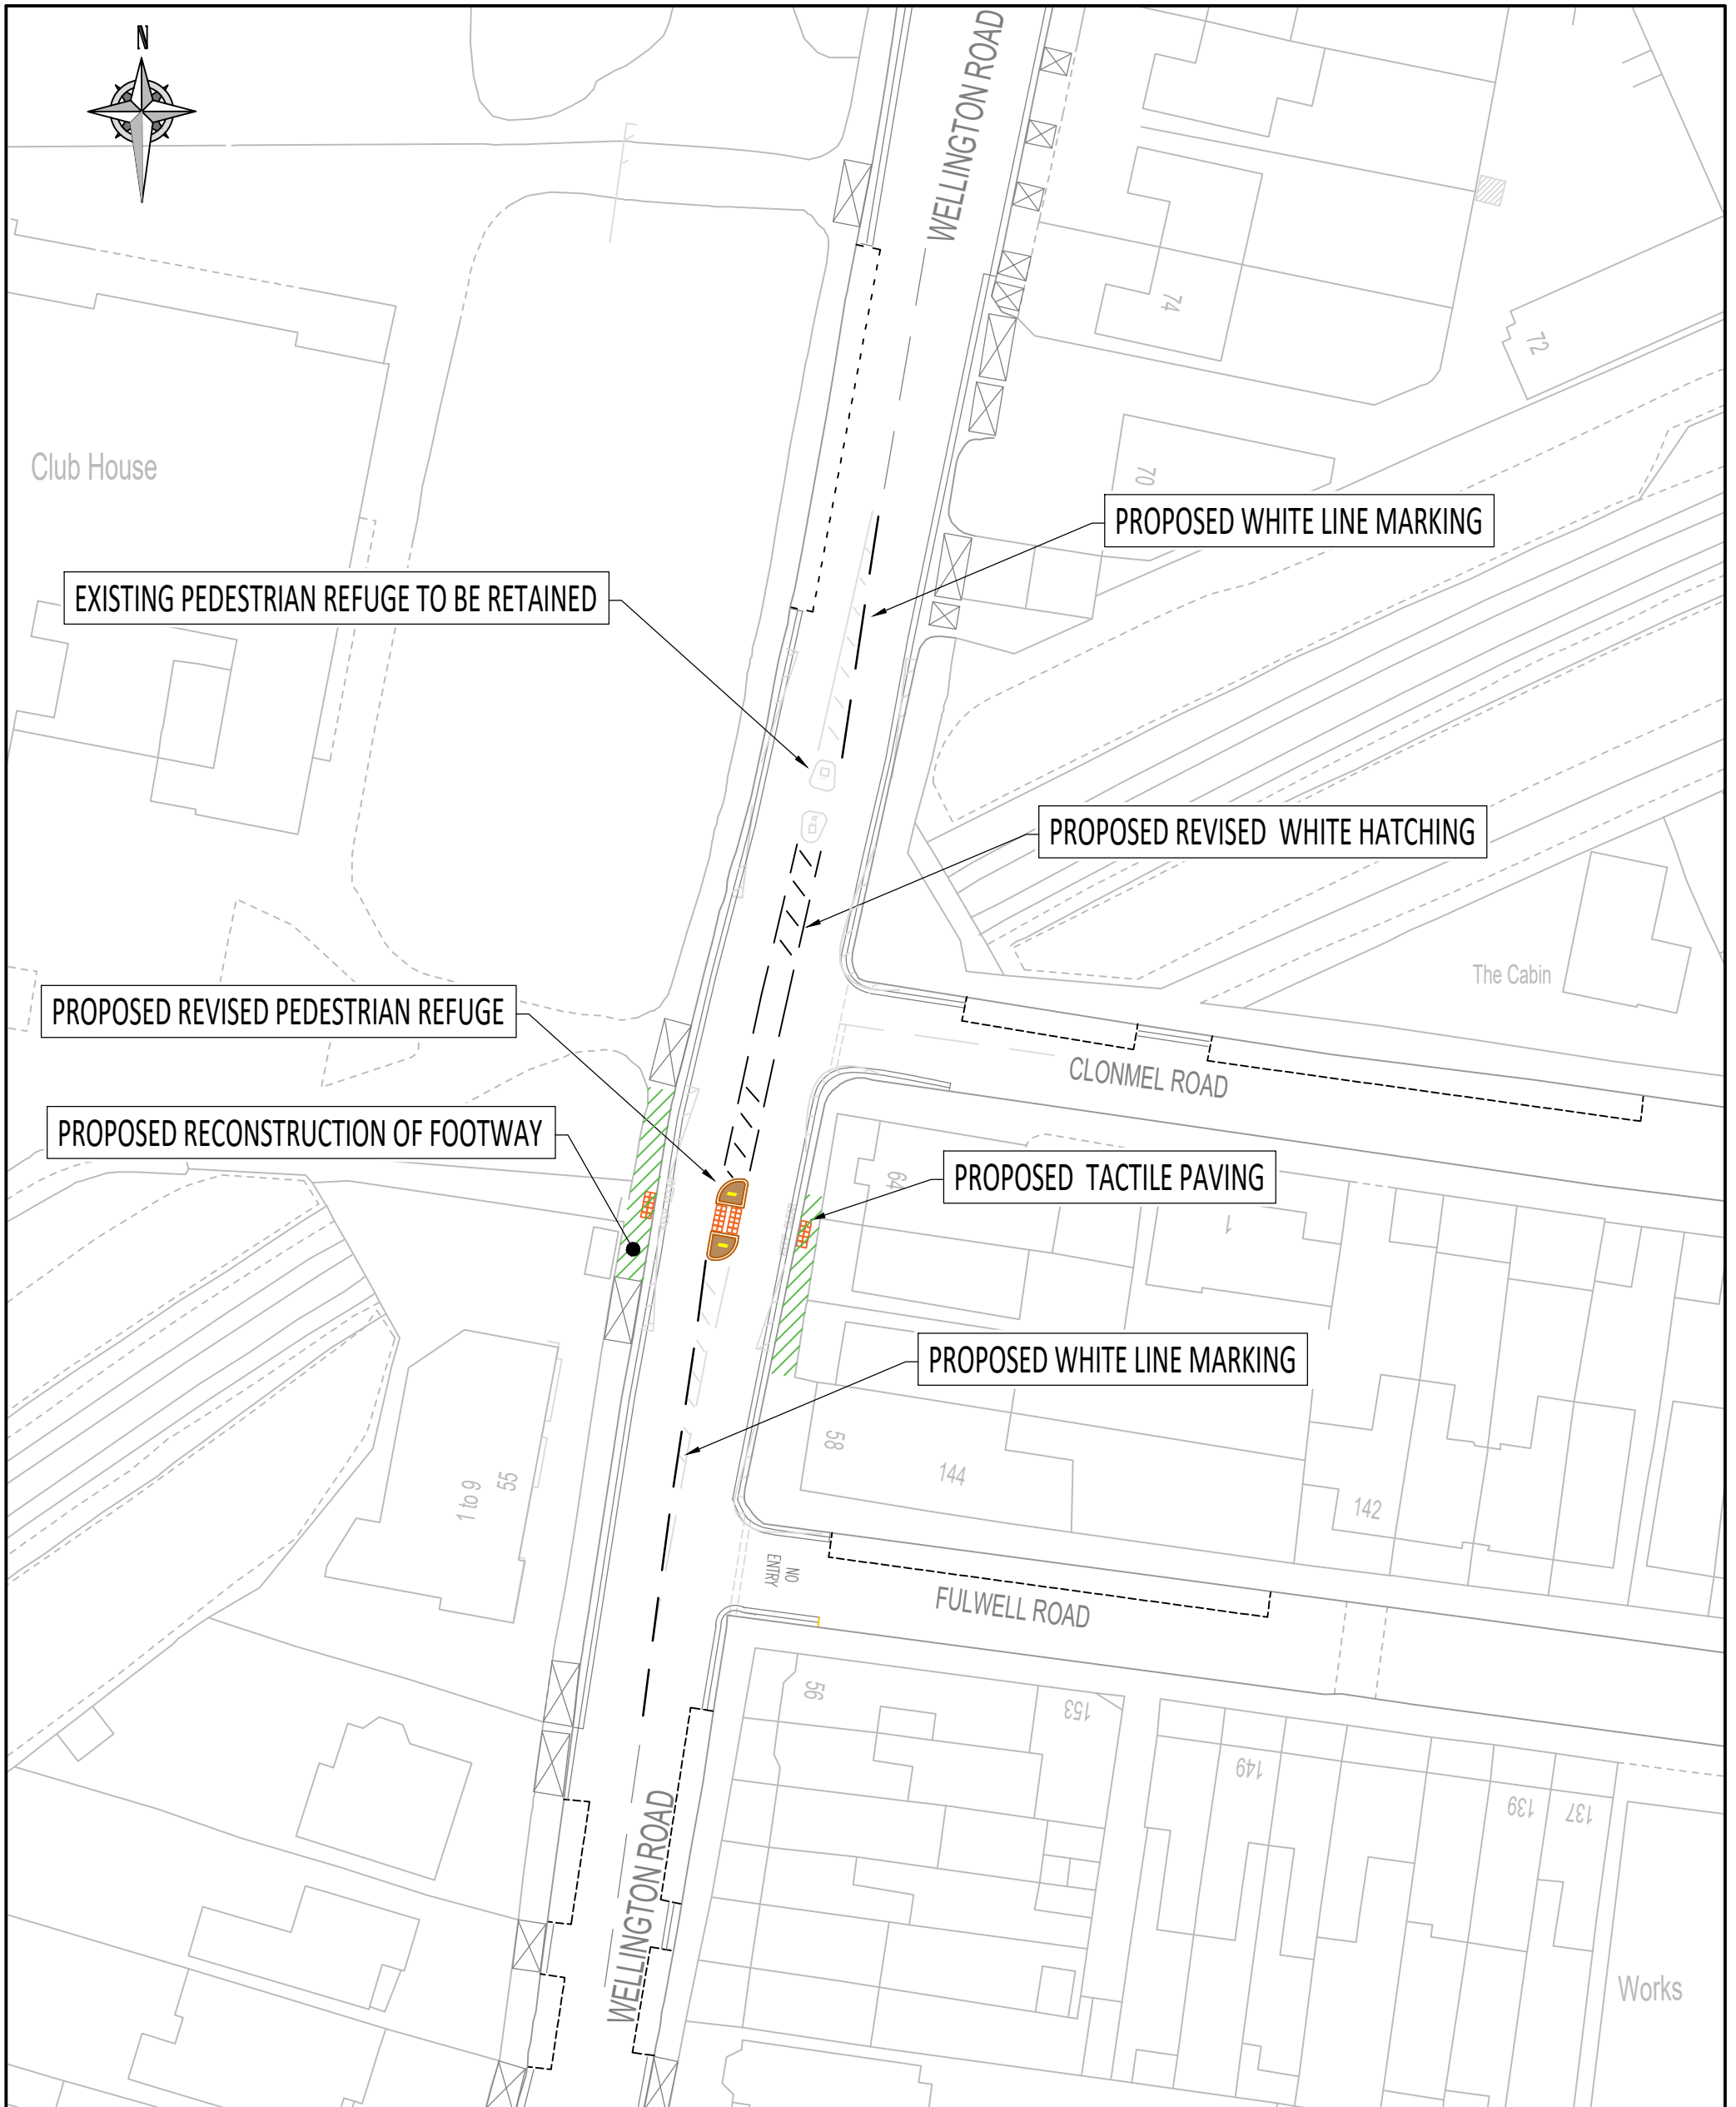 N
WELLINGTON ROAD
74
72
Club House
70
PROPOSED WHITE LINE MARKING
EXISTING PEDESTRIAN REFUGE TO BE RETAINED
PROPOSED REVISED WHITE HATCHING
The Cabin
PROPOSED REVISED PEDESTRIAN REFUGE
CLONMEL ROAD
PROPOSED RECONSTRUCTION OF FOOTWAY
64
PROPOSED TACTILE PAVING
1
PROPOSED WHITE LINE MARKING
58
144
1 to 9
55
142
NO
ENTRY
FULWELL ROAD
56
153
149
139
137
WELLINGTON ROAD
Works